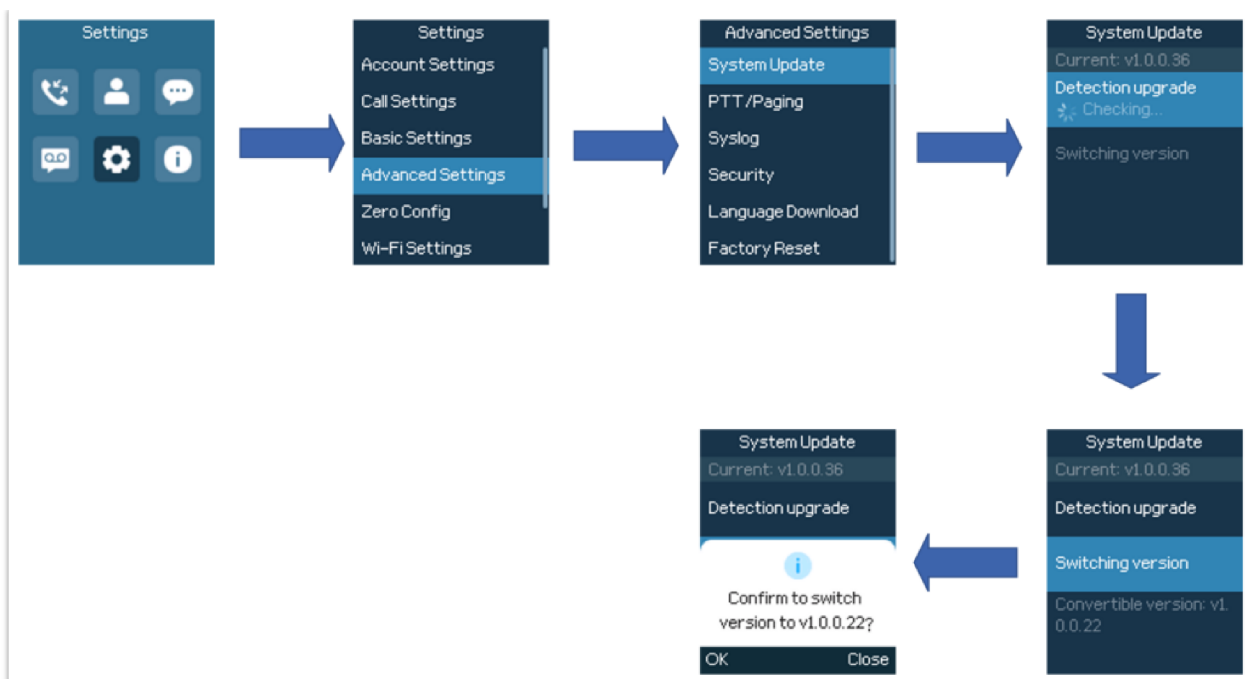 Settings
Settings
Account Settings
Call Settings
Basic Settings
Advanced Settings
Zero Config
Wi-Fi Settings
Advanced Settings
System Update
PTT/Paging
Syslog
Security
Language Download
Factory Reset
System Update
Current: v1.0.0.36
Detection upgrade
Checking...
Switching version
System Update
Current: v1.0.0.36
Detection upgrade
Switching version
Convertible version: v1.
0.0.22
System Update
Current: v1.0.0.36
Detection upgrade
Confirm to switch
version to v1.0.0.22?
OK Close